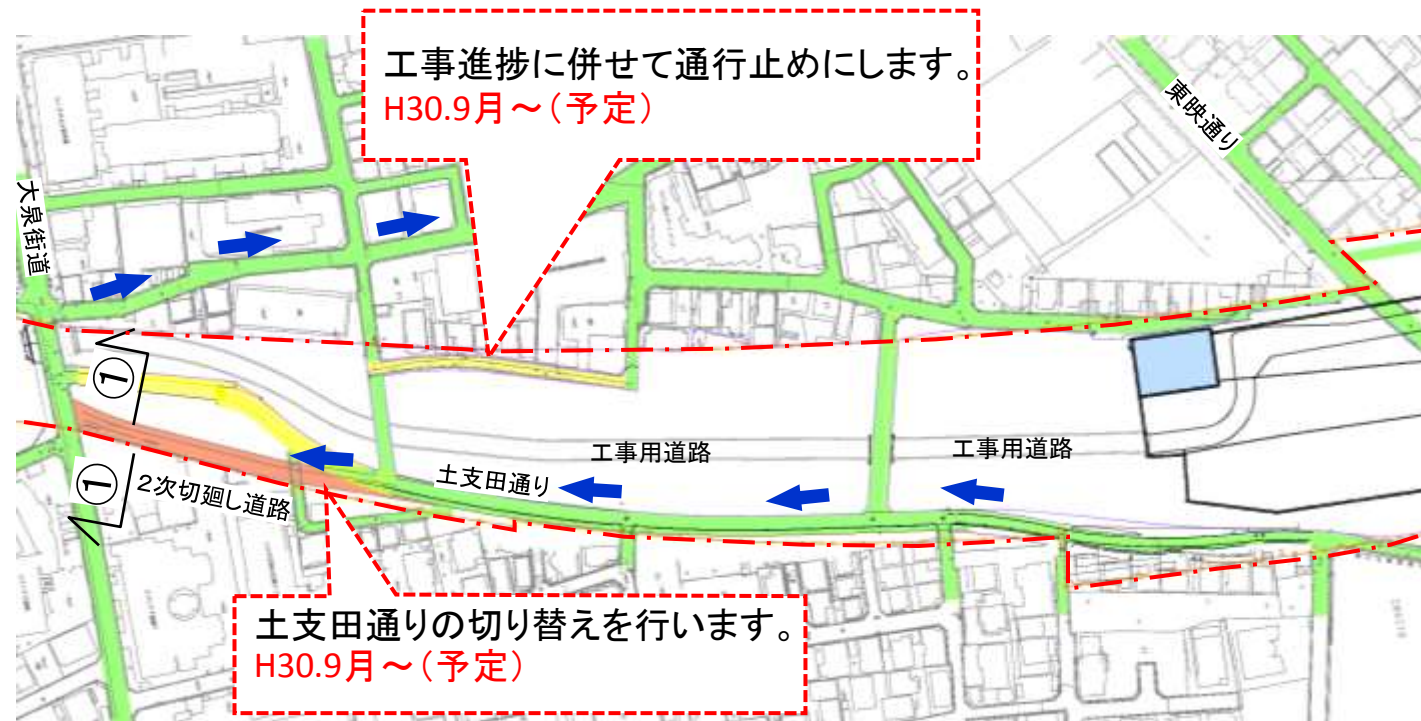 工事進捗に併せて通行止めにします。
H30.9月～（予定）
東映通り
大泉街道
①
工事用道路
工事用道路
土支田通り
①
2次切廻し道路
土支田通りの切り替えを行います。
H30.9月～（予定）